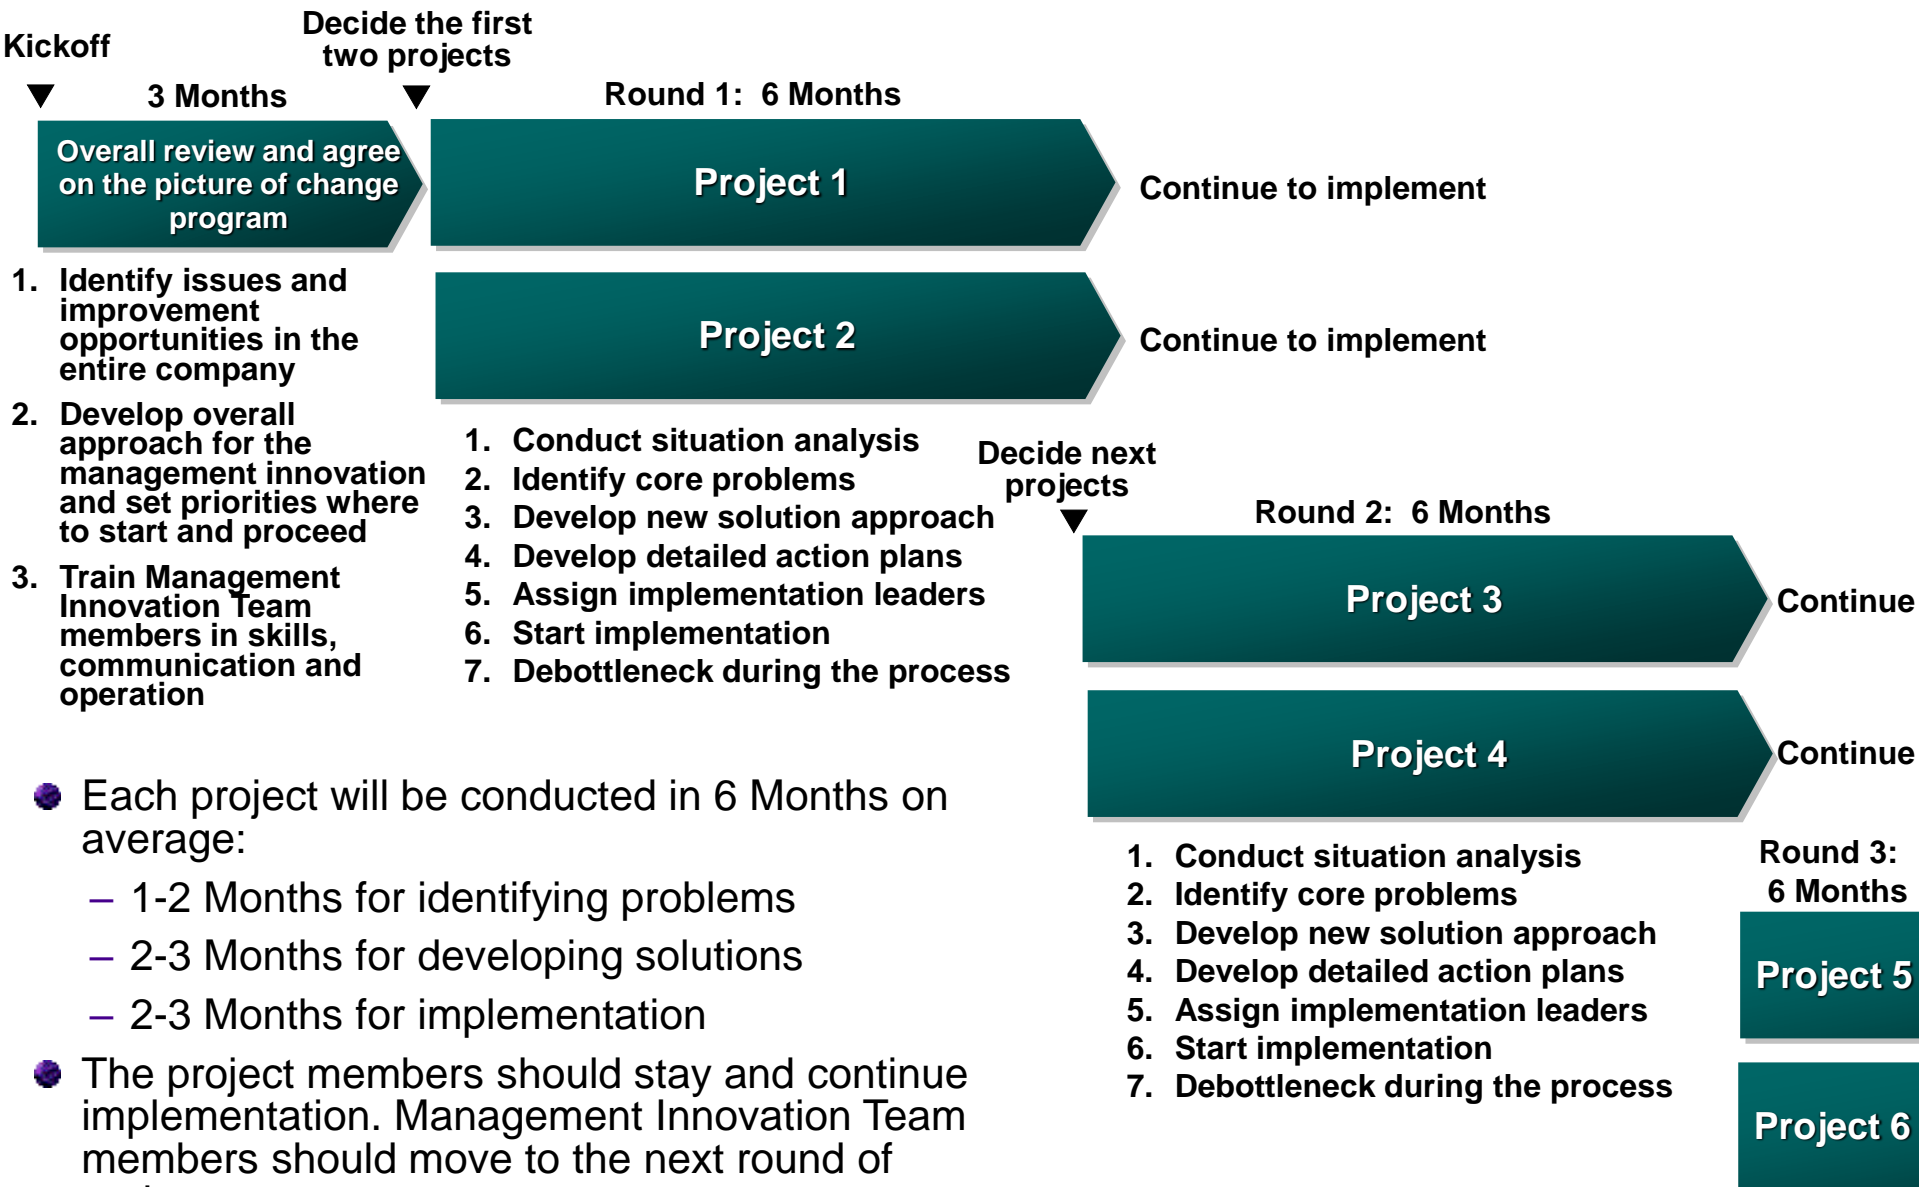 Kickoff
Decide the first
two projects
3 Months
Round 1: 6 Months
Overall review and agree
on the picture of change
program
Project 1
Continue to implement
Project 2
Continue to implement
1. Identify issues and
improvement
opportunities in the
entire company
2. Develop overall
approach for the
management innovation
and set priorities where
to start and proceed
3. Train Management
Innovation Team
members in skills,
communication and
operation
1. Conduct situation analysis
2. Identify core problems
3. Develop new solution approach
4. Develop detailed action plans
5. Assign implementation leaders
6. Start implementation
7. Debottleneck during the process
Decide next
projects
Round 2: 6 Months
Project 3
Continue
Project 4
Continue
1. Conduct situation analysis
2. Identify core problems
3. Develop new solution approach
4. Develop detailed action plans
5. Assign implementation leaders
6. Start implementation
7. Debottleneck during the process
Round 3:
6 Months
Project 5
Project 6
Each project will be conducted in 6 Months on
average:
– 1-2 Months for identifying problems
– 2-3 Months for developing solutions
– 2-3 Months for implementation
The project members should stay and continue
implementation. Management Innovation Team
members should move to the next round of